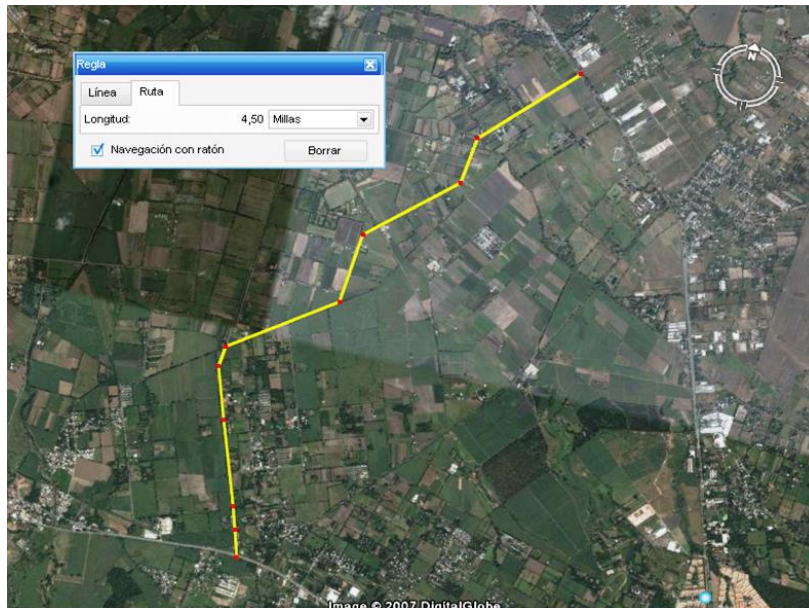 Regla
Línea Ruta
Longitud: 4,50 Millas
Navegación con ratón Borrar
N
Image © 2007 DigitalGlobe